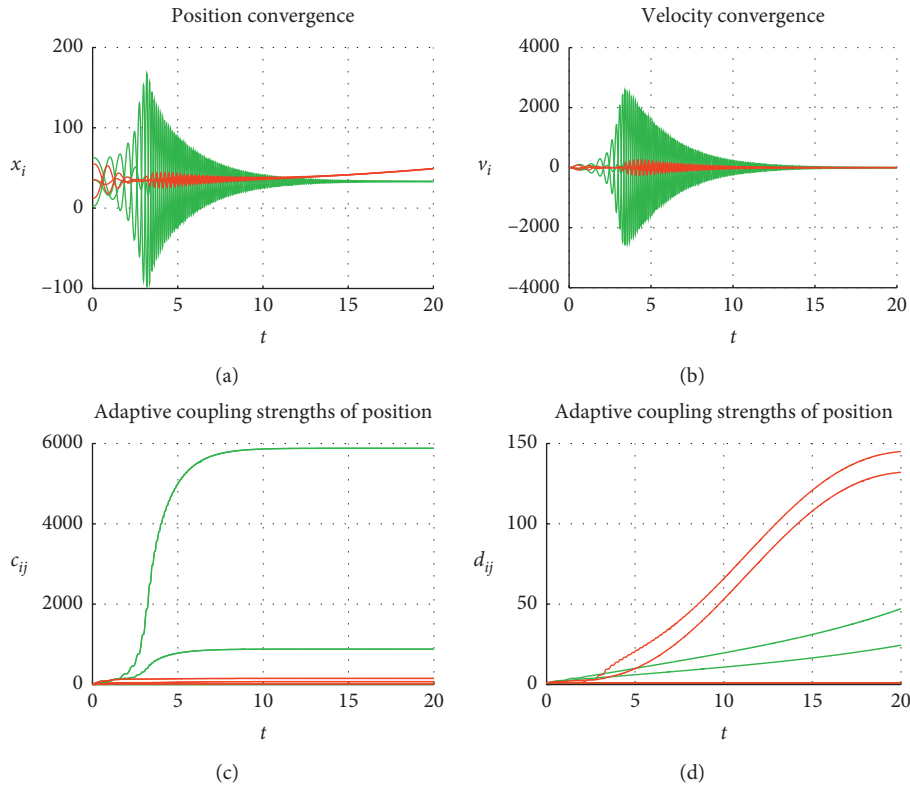 Position convergence
200
100
0
−100
x_i
0 5 10 15 20
t
(a)
Velocity convergence
4000
2000
0
−2000
−4000
v_i
0 5 10 15 20
t
(b)
Adaptive coupling strengths of position
6000
4000
2000
0
c_ij
0 5 10 15 20
t
(c)
Adaptive coupling strengths of position
150
100
50
0
d_ij
0 5 10 15 20
t
(d)